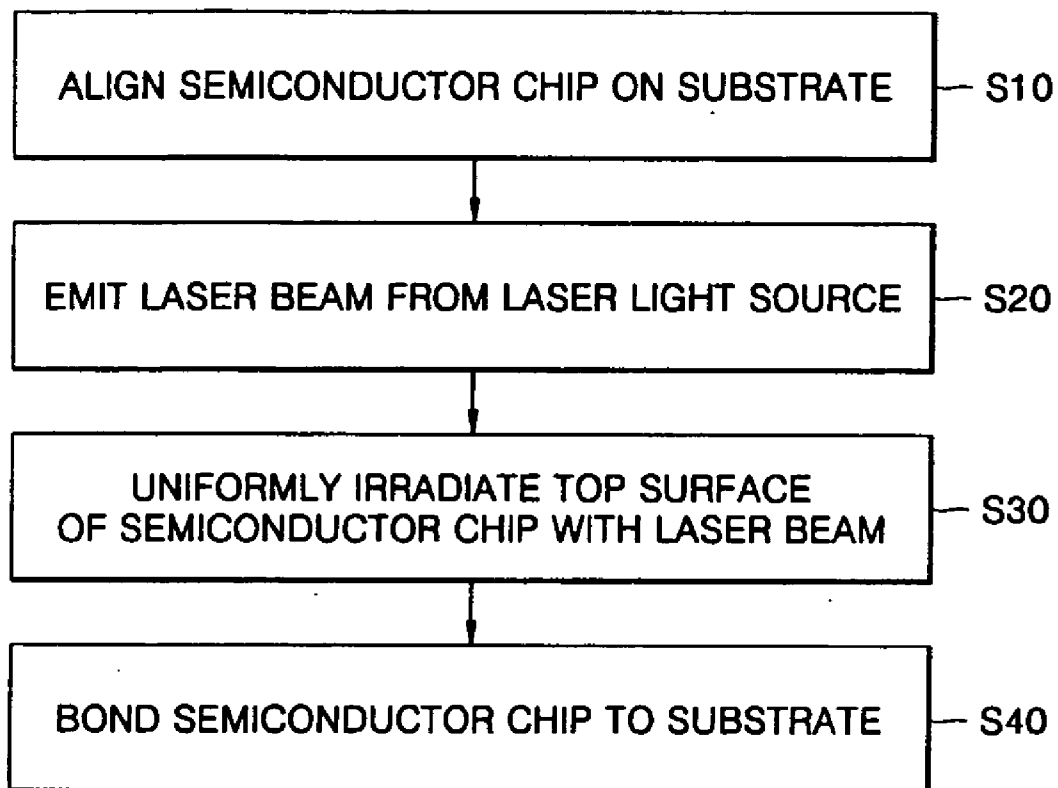 ALIGN SEMICONDUCTOR CHIP ON SUBSTRATE
S10
EMIT LASER BEAM FROM LASER LIGHT SOURCE
S20
UNIFORMLY IRRADIATE TOP SURFACE
OF SEMICONDUCTOR CHIP WITH LASER BEAM
S30
BOND SEMICONDUCTOR CHIP TO SUBSTRATE
S40